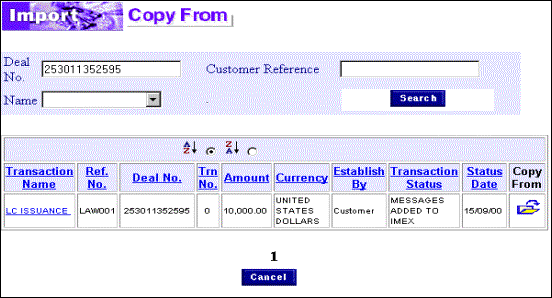 Import Copy From
Deal No. 253011352595 Customer Reference
Name Search
A Z Z A
Transaction Name Ref. No. Deal No. Trn No. Amount Currency Establish By Transaction Status Status Date Copy From
LC ISSUANCE LAW001 253011352595 0 10,000.00 UNITED STATES DOLLARS Customer MESSAGES ADDED TO IMEX 15/09/00
1
Cancel